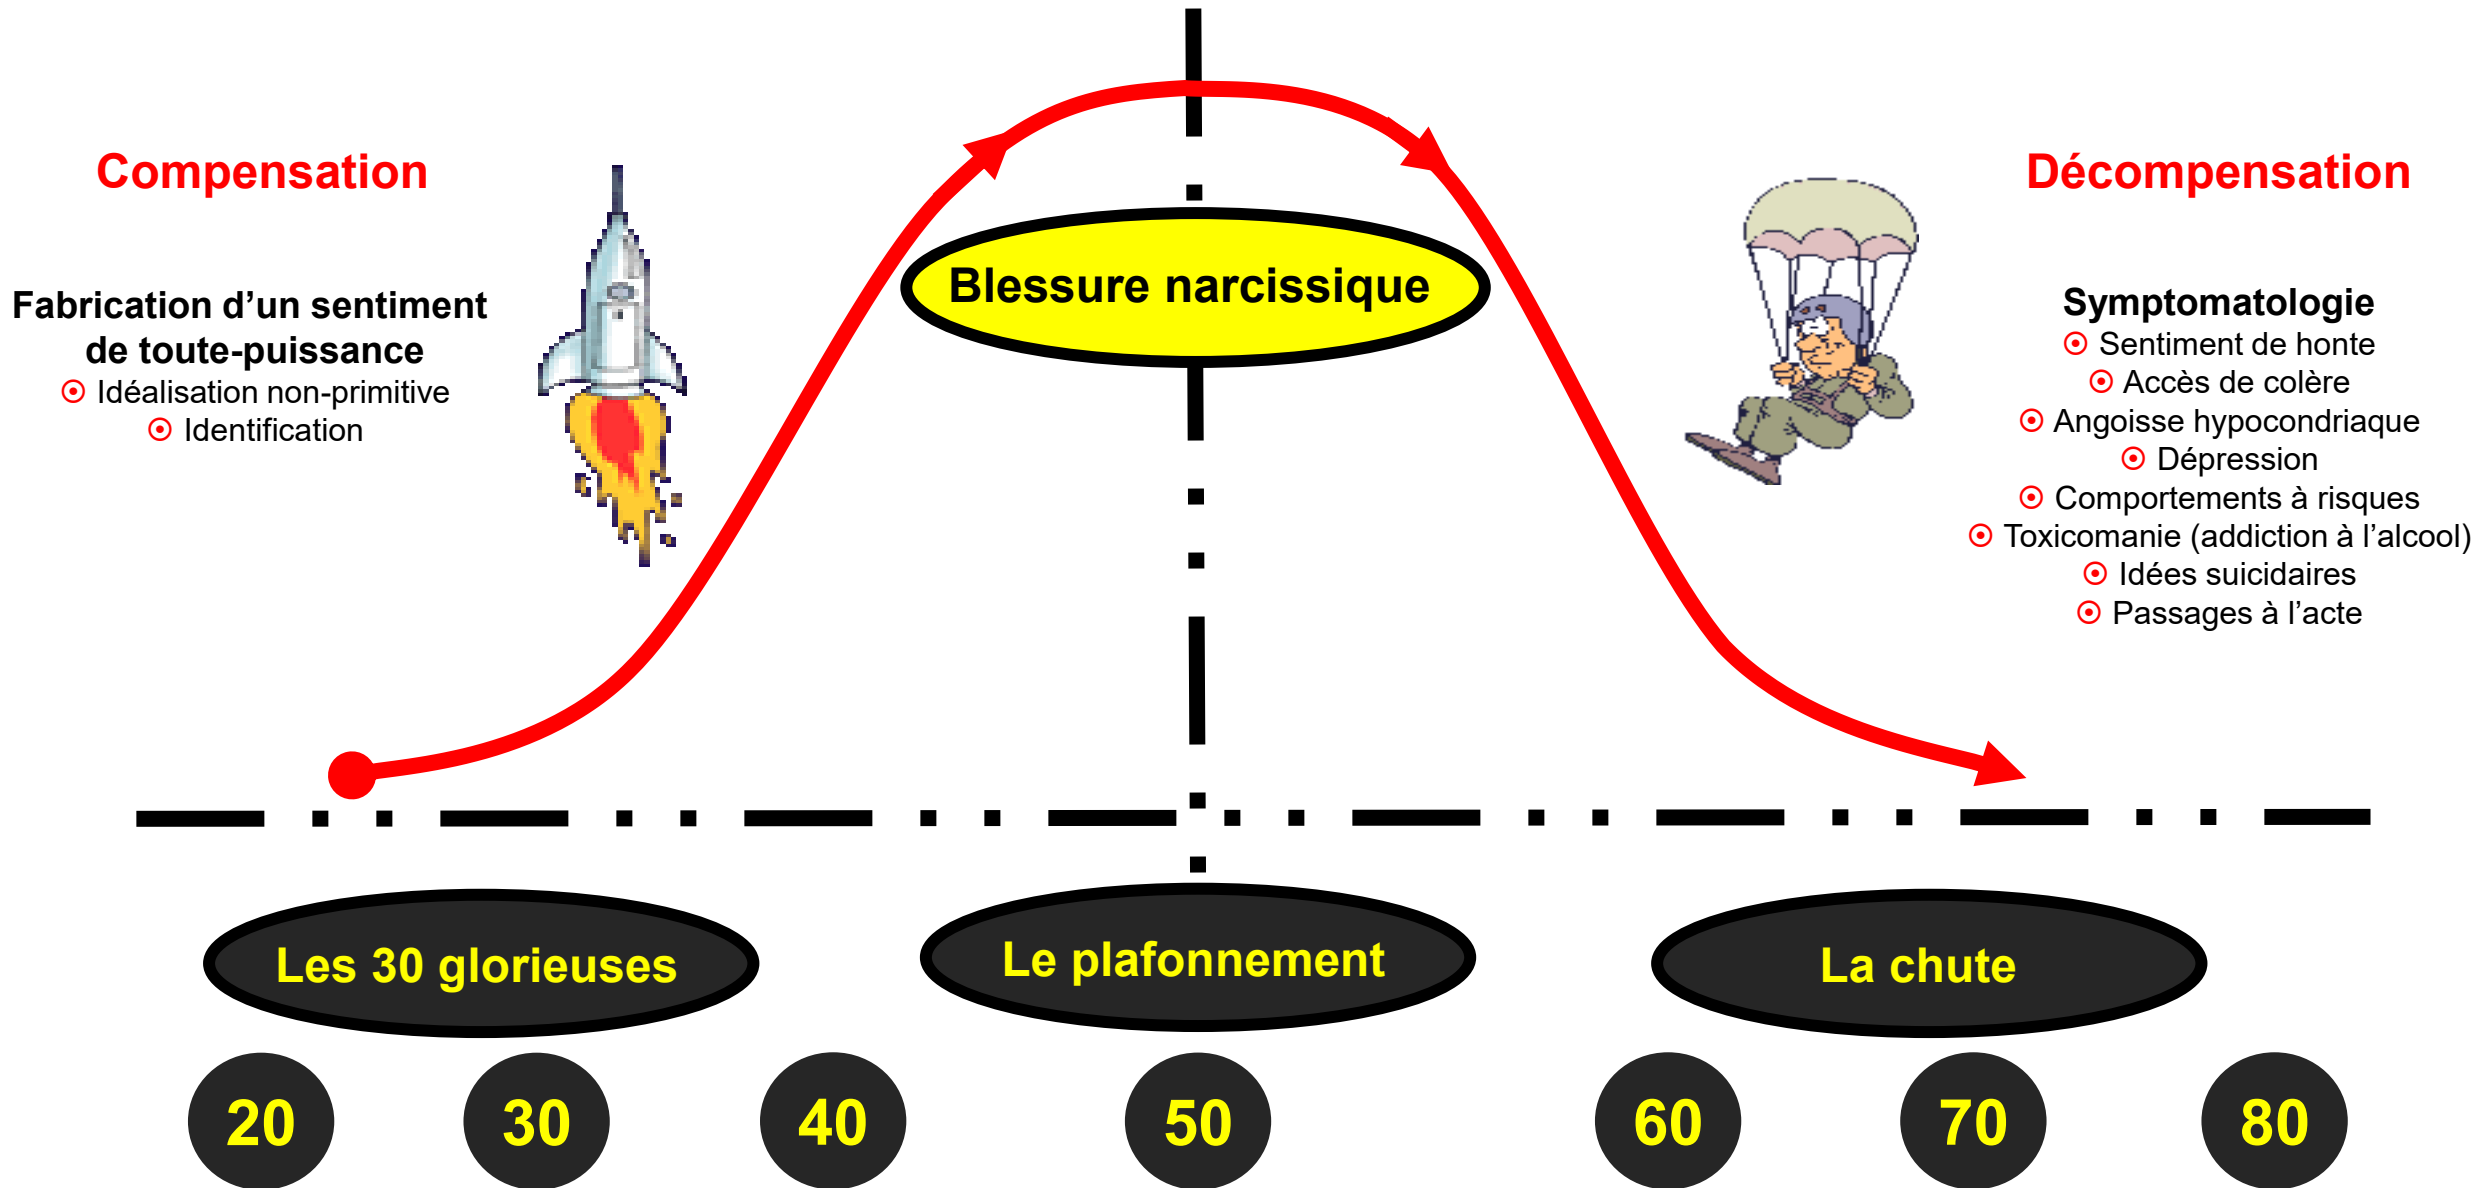 Compensation
Fabrication d’un sentiment
de toute-puissance
Idéalisation non-primitive
Identification
Blessure narcissique
Décompensation
Symptomatologie
Sentiment de honte
Accès de colère
Angoisse hypocondriaque
Dépression
Comportements à risques
Toxicomanie (addiction à l’alcool)
Idées suicidaires
Passages à l’acte
Les 30 glorieuses
Le plafonnement
La chute
20 30 40 50 60 70 80